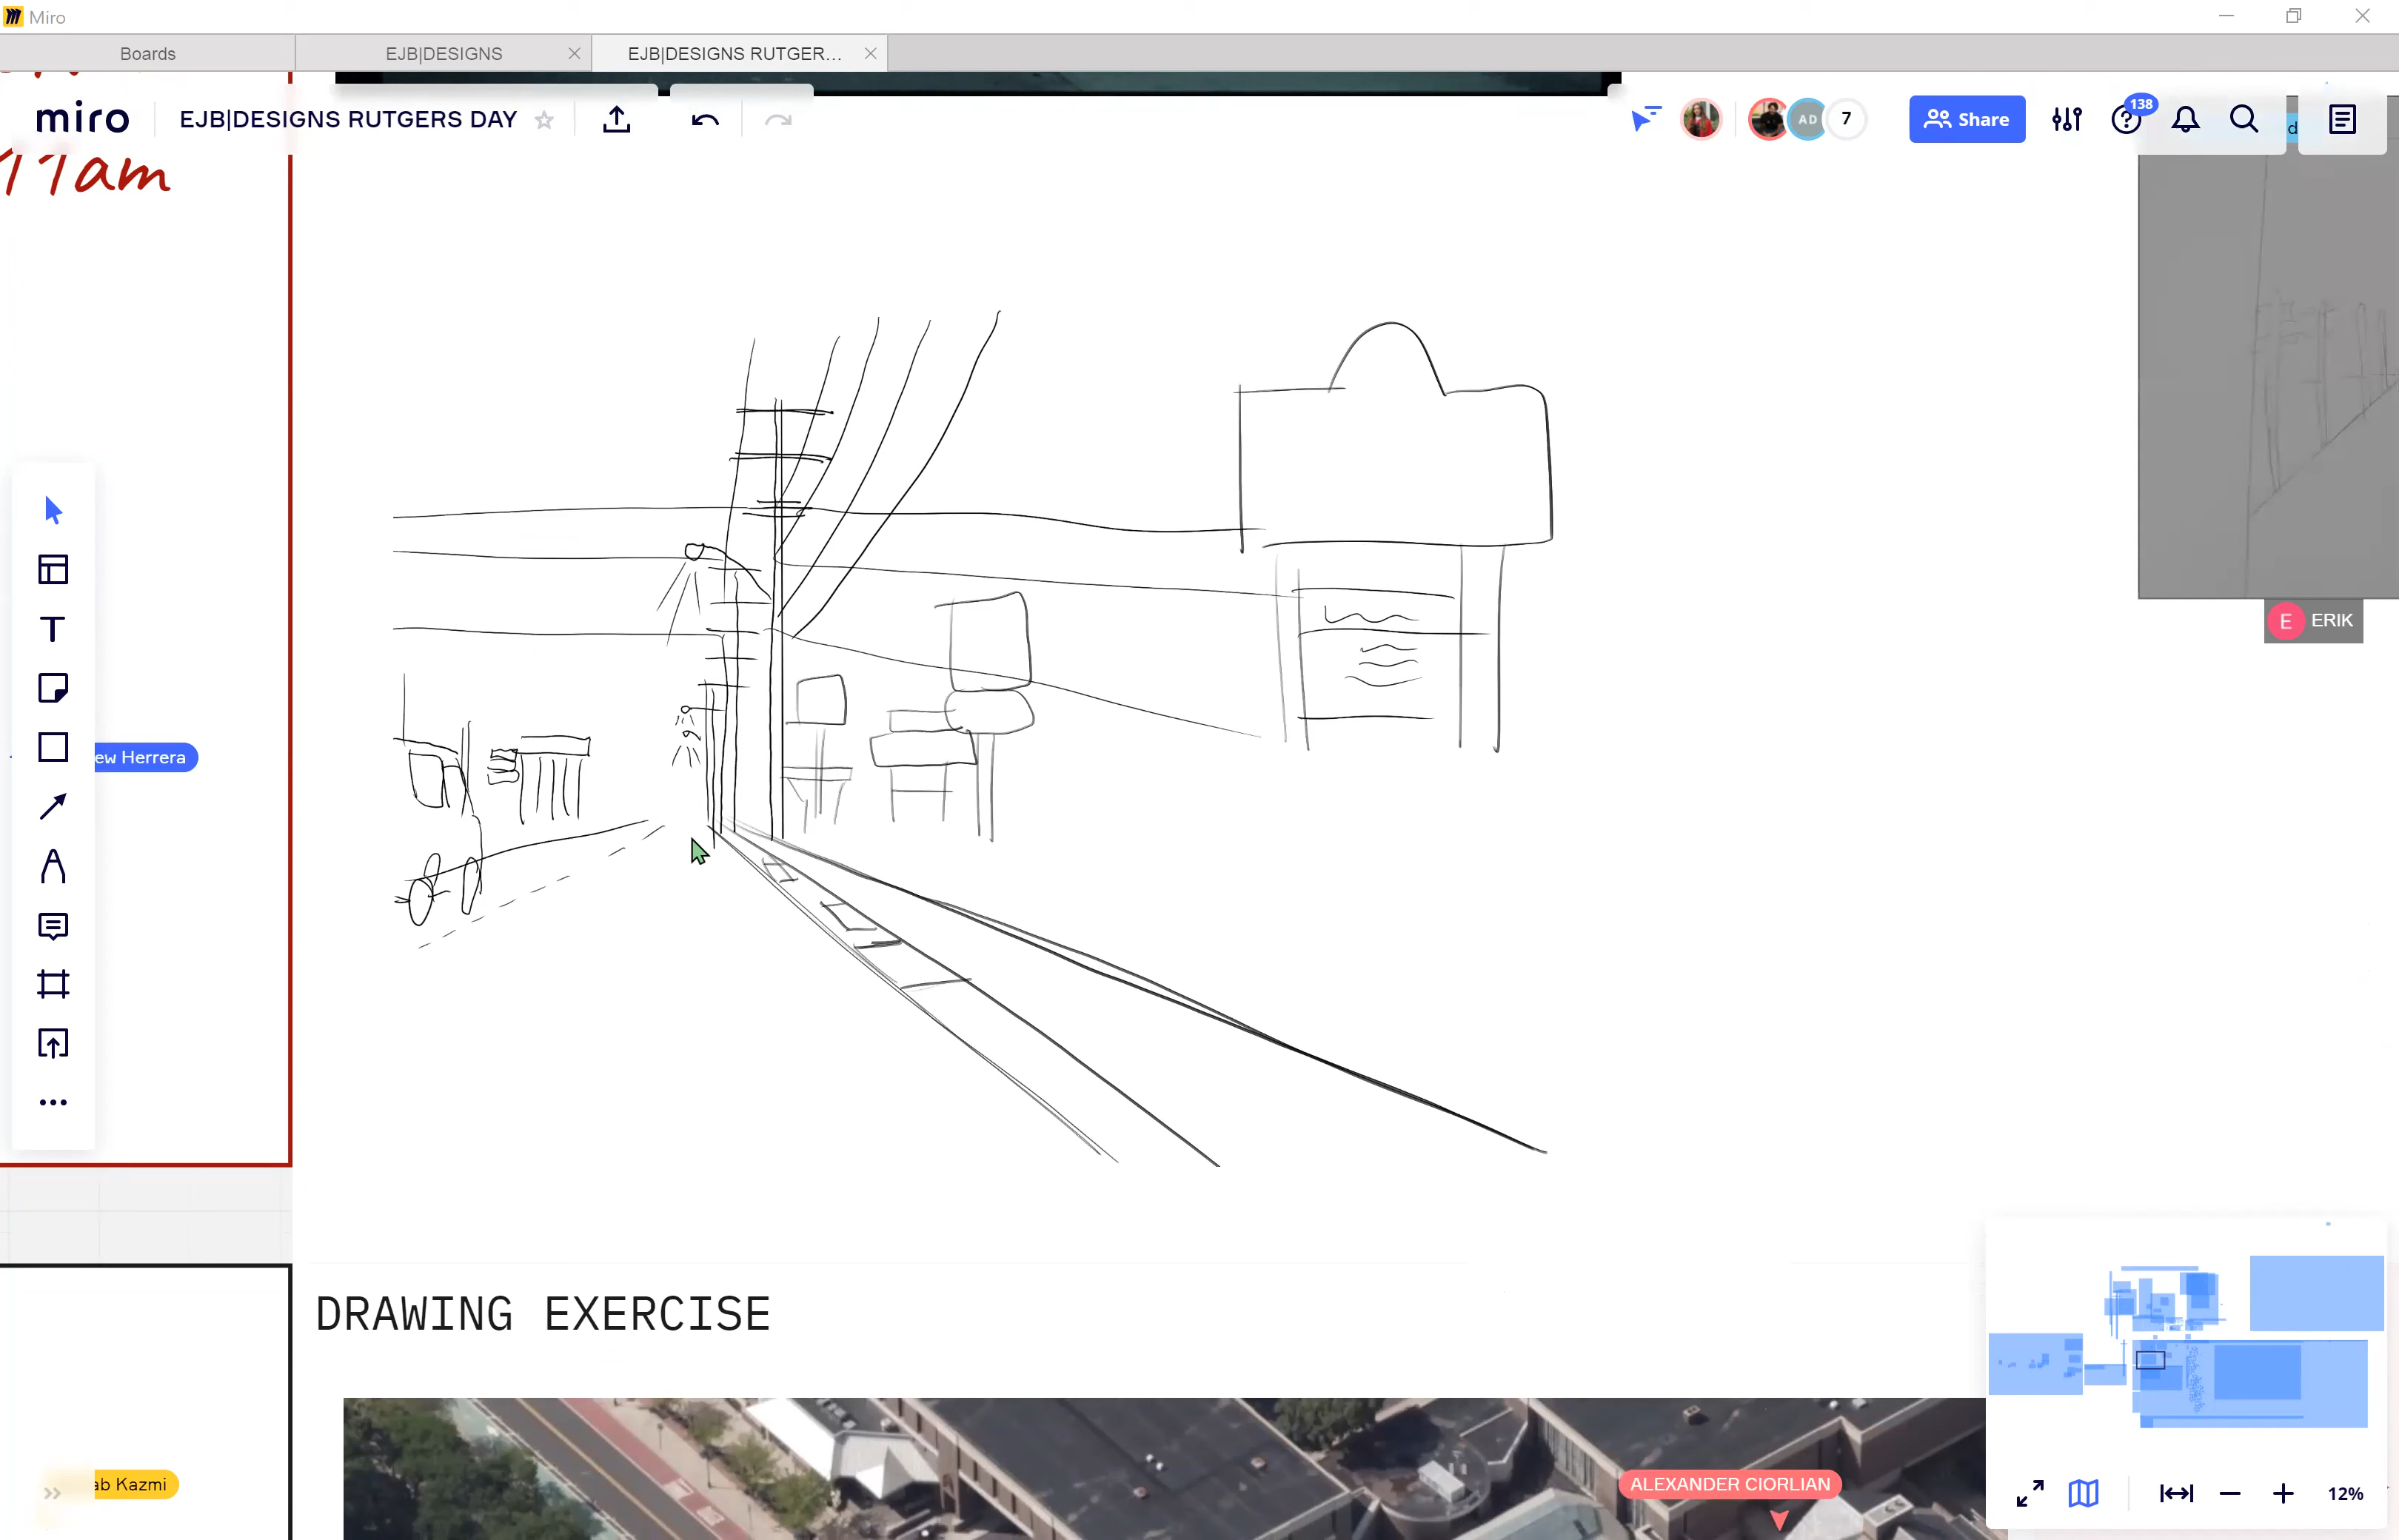 Miro
Boards
EJB|DESIGNS
EJB|DESIGNS RUTGER...
miro
EJB|DESIGNS RUTGERS DAY
AD
7
Share
138
d
11am
E ERIK
ew Herrera
DRAWING EXERCISE
ab Kazmi
ALEXANDER CIORLIAN
12%